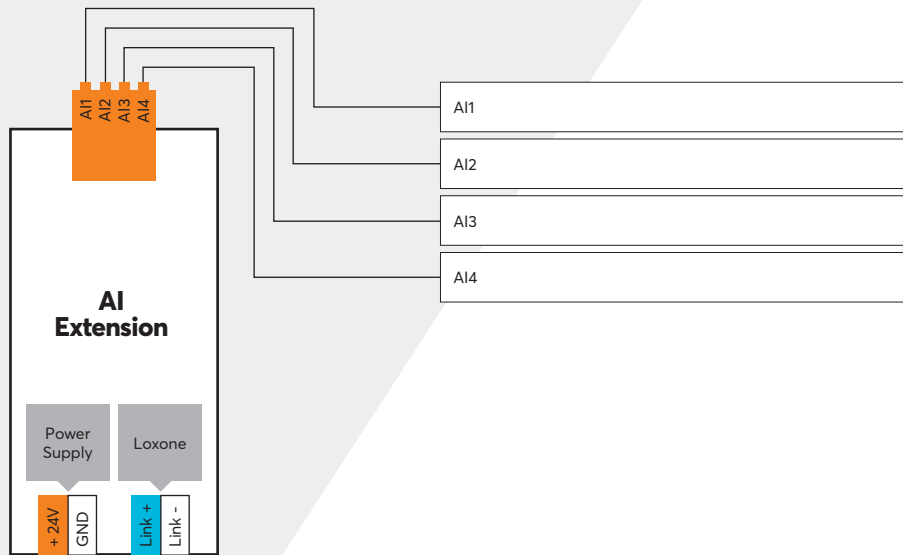 AI1
AI2
AI3
AI4
AI1
AI2
AI3
AI4
AI
Extension
Power
Supply
Loxone
+ 24V
GND
Link +
Link -